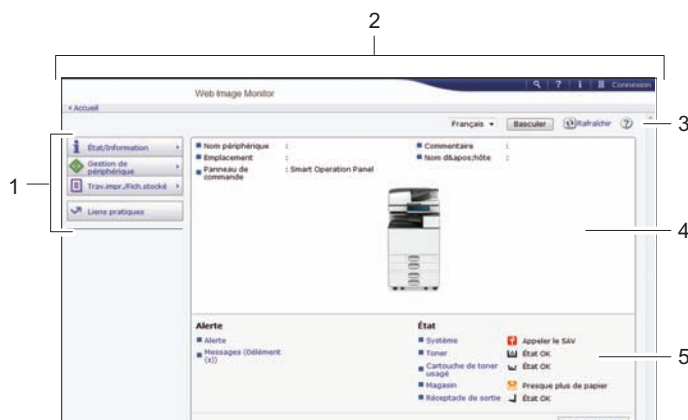 2
Connexion
Web Image Monitor
Accueil
Français Basculer Rafraîchir
3
1
État/Information
Gestion de périphérique
Trav.impr./Fich.stocké
Liens pratiques
Nom périphérique :
Emplacement :
Panneau de commande : Smart Operation Panel
Commentaire :
Nom d&apos;hôte :
4
Alerte
Alerte
Messages (0élément(s))
État
Système Appeler le SAV
Toner État OK
Cartouche de toner usagé État OK
Magasin Presque plus de papier
Réceptacle de sortie État OK
5